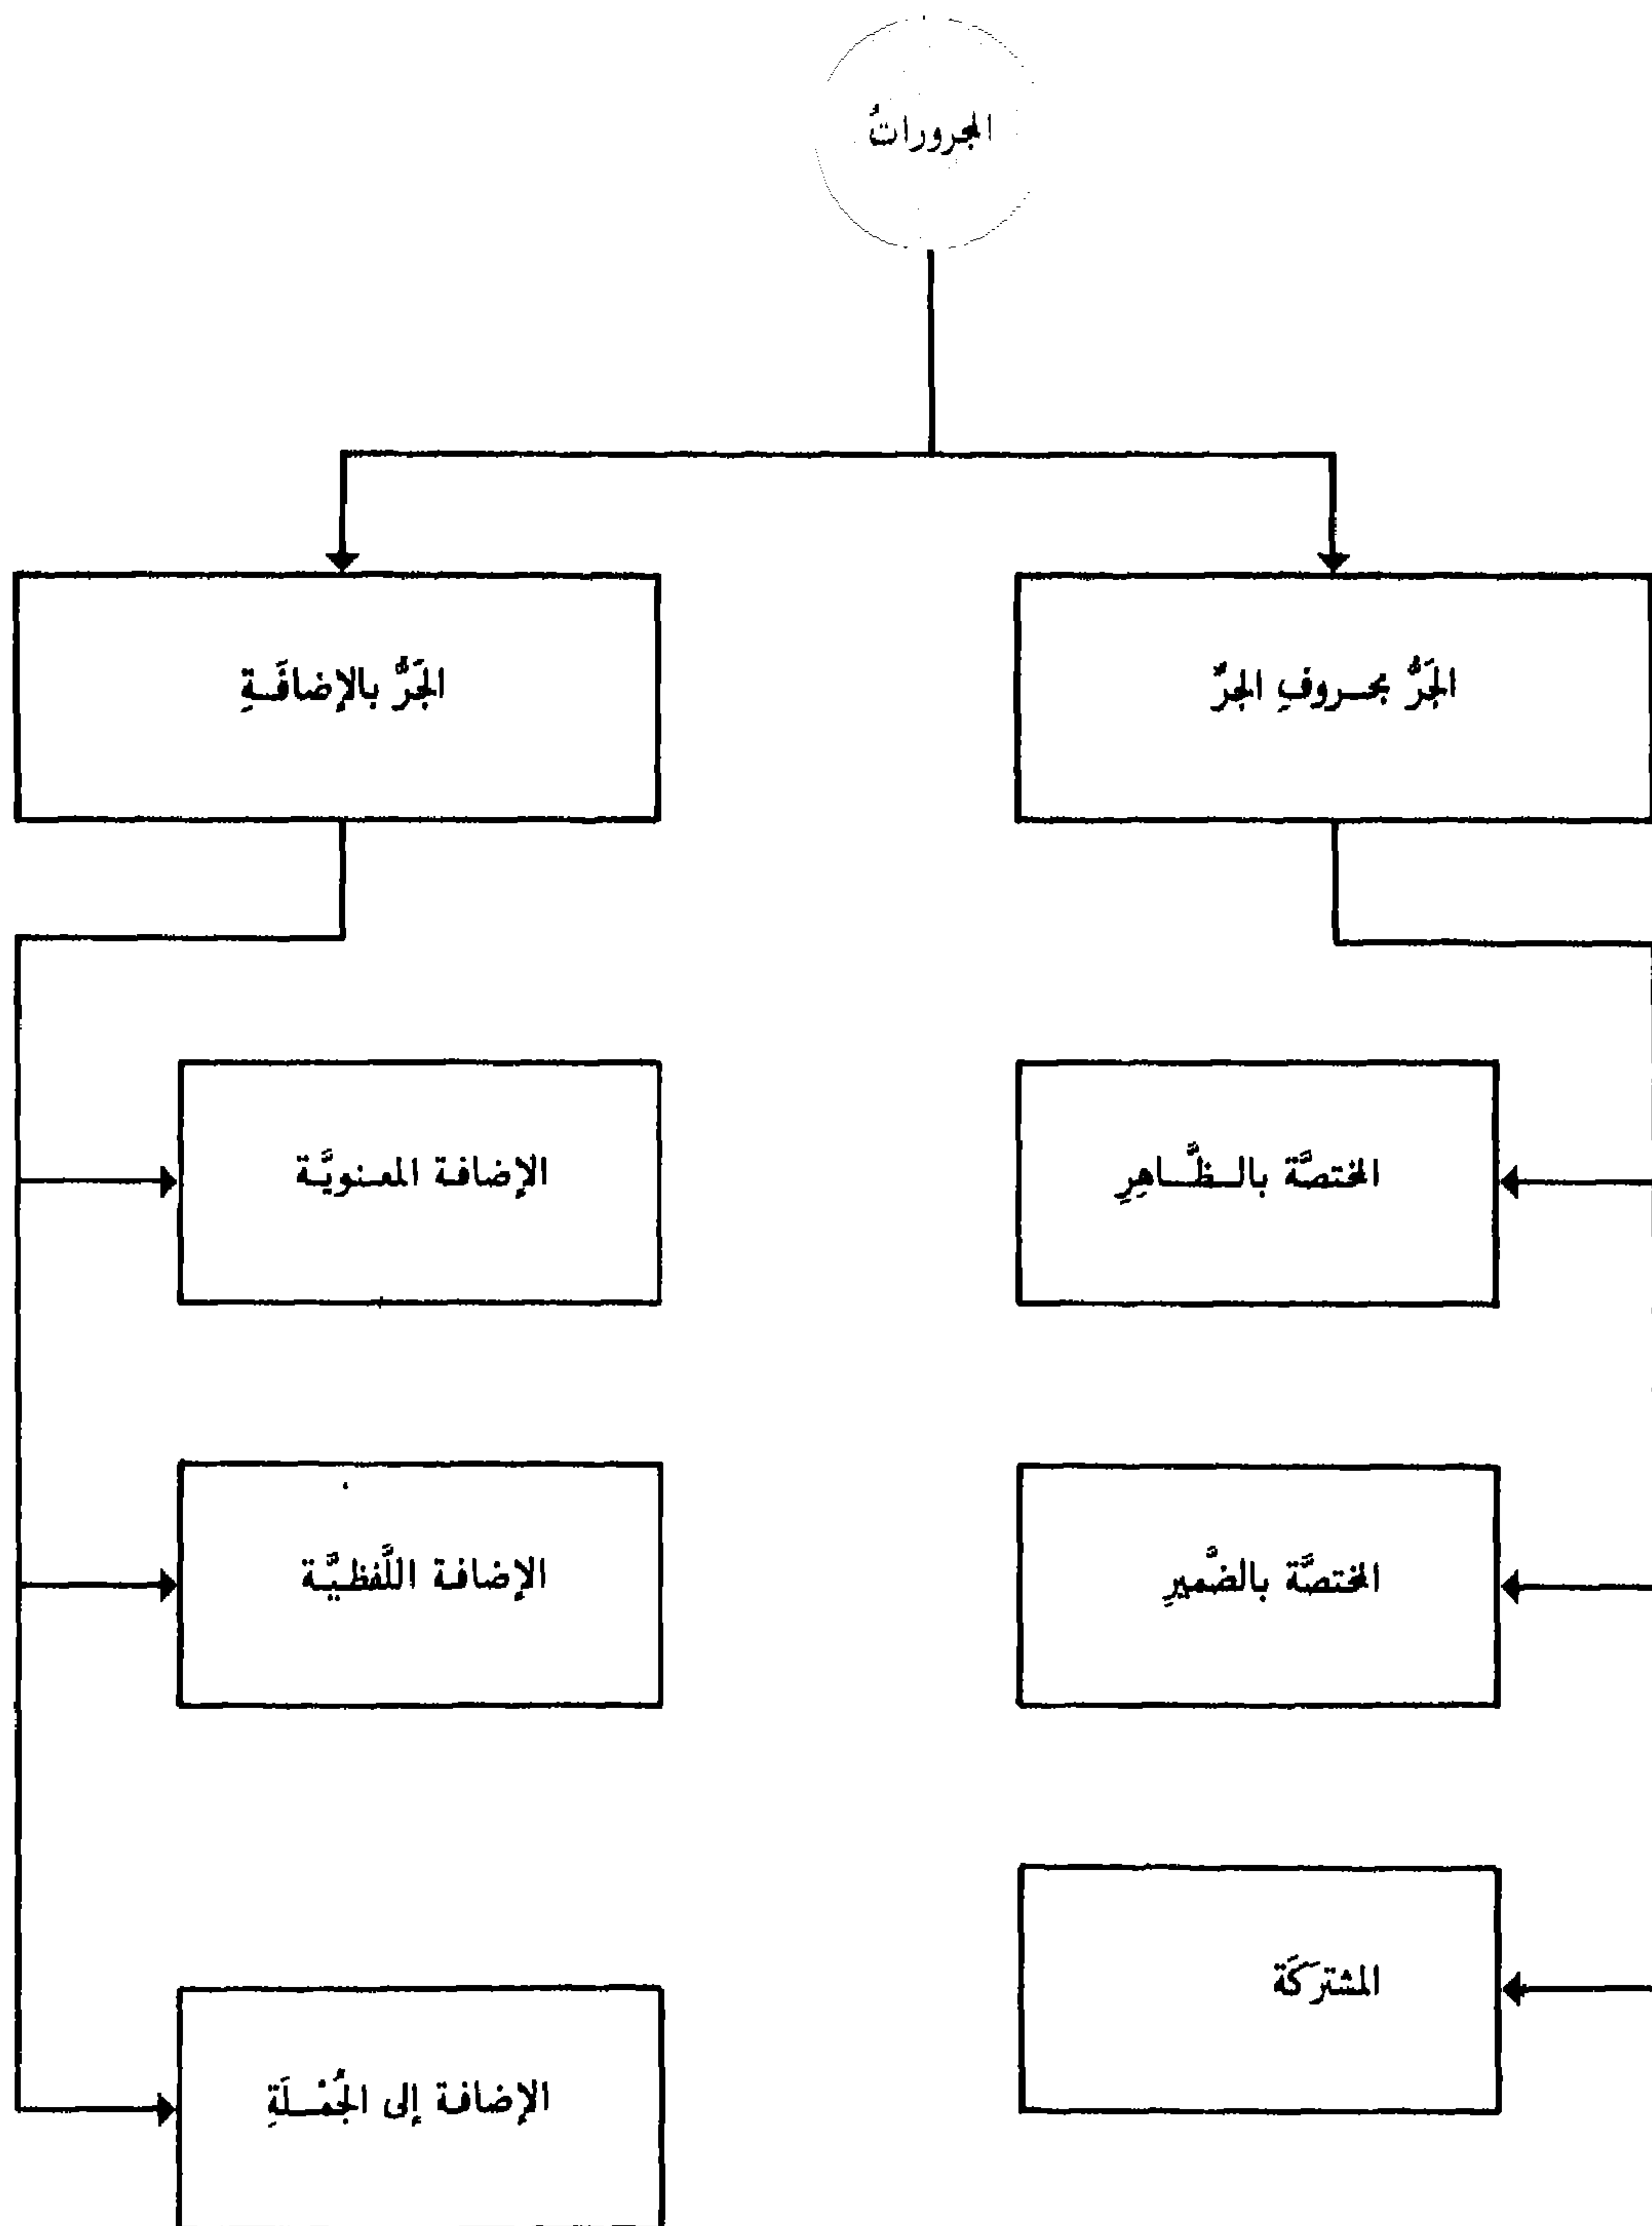 المجروراتُ
الجَرُّ بحروفِ الجرِّ
الجَرُّ بالإضافَةِ
المختصَّة بالظَّاهِرِ
الإضافة المعنويَّة
المختصَّة بالضَّميرِ
الإضافة اللَّفظيَّة
المشتركَة
الإضافة إلى الجُمْلَةِ